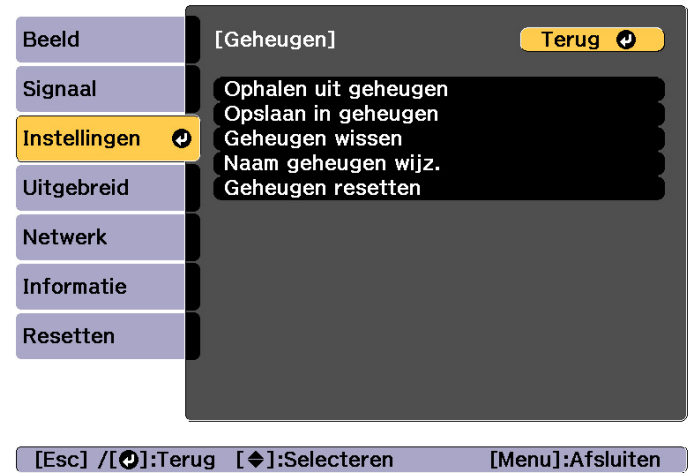 Beeld
Signaal
Instellingen
Uitgebreid
Netwerk
Informatie
Resetten
[Geheugen] Terug
Ophalen uit geheugen
Opslaan in geheugen
Geheugen wissen
Naam geheugen wijz.
Geheugen resetten
[Esc] /[↵]:Terug [◆]:Selecteren [Menu]:Afsluiten